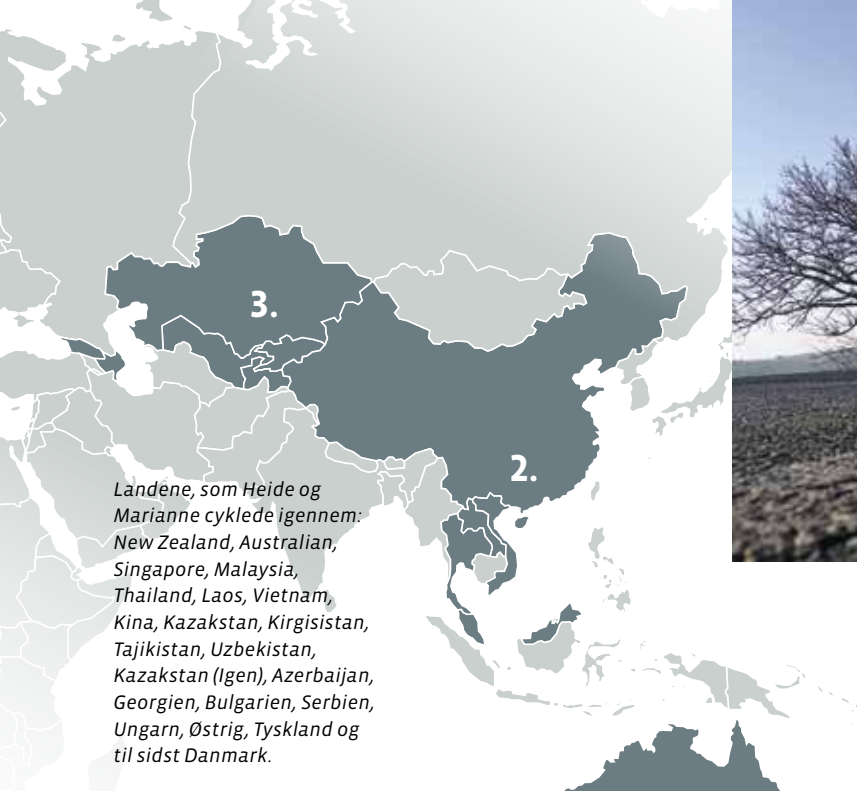 3.
2.
Landene, som Heide og
Marianne cyklede igennem:
New Zealand, Australian,
Singapore, Malaysia,
Thailand, Laos, Vietnam,
Kina, Kazakstan, Kirgisistan,
Tajikistan, Uzbekistan,
Kazakstan (Igen), Azerbaijan,
Georgien, Bulgarien, Serbien,
Ungarn, Østrig, Tyskland og
til sidst Danmark.